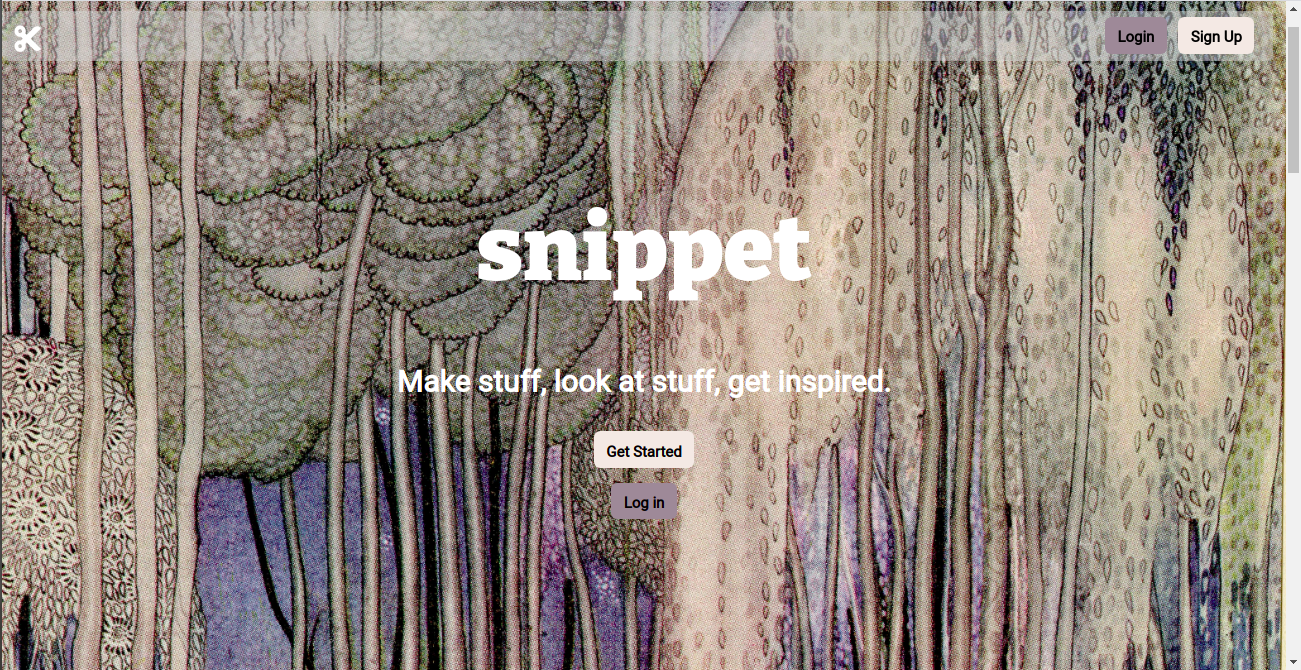 Login
Sign Up
snippet
Make stuff, look at stuff, get inspired.
Get Started
Log in